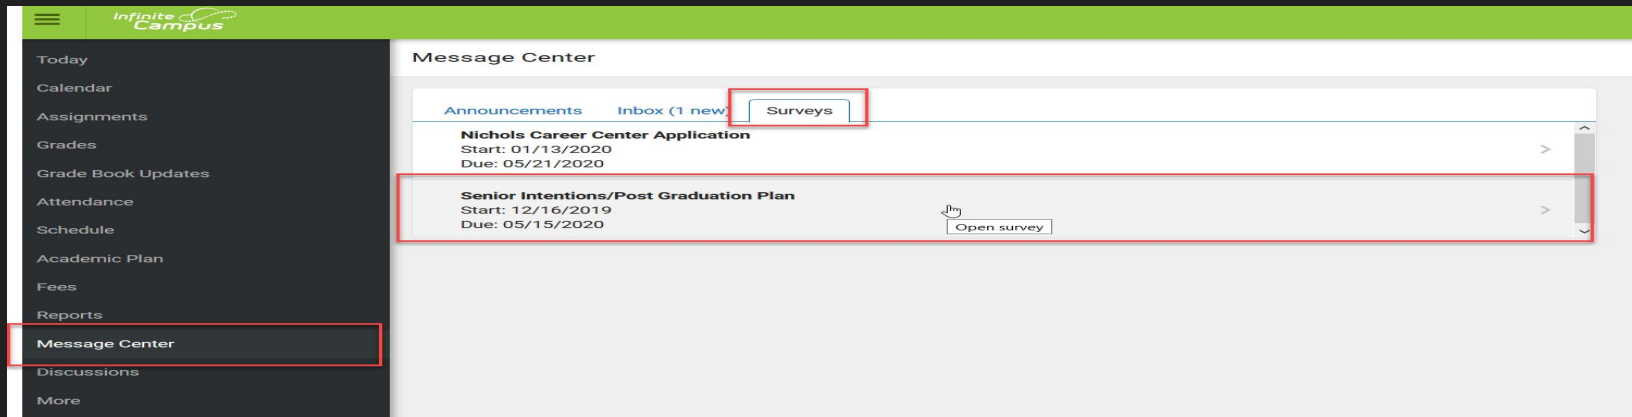 Infinite
Campus
Today
Calendar
Assignments
Grades
Grade Book Updates
Attendance
Schedule
Academic Plan
Fees
Reports
Message Center
Discussions
More
Message Center
Announcements Inbox (1 new) Surveys
Nichols Career Center Application
Start: 01/13/2020
Due: 05/21/2020
Senior Intentions/Post Graduation Plan
Start: 12/16/2019
Due: 05/15/2020
Open survey